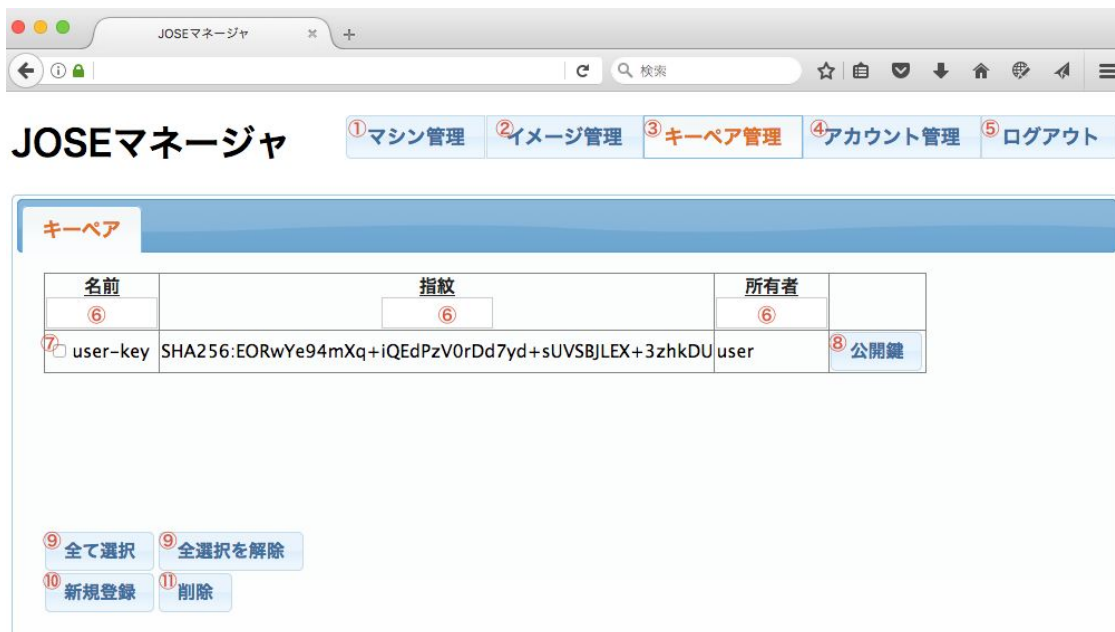 JOSEマネージャ
検索
JOSEマネージャ
①マシン管理 ②イメージ管理 ③キーペア管理 ④アカウント管理 ⑤ログアウト
キーペア
名前 指紋 所有者
⑥ ⑥ ⑥
⑦ user-key SHA256:EORwYe94mXq+iQEdPzV0rDd7yd+sUVSBJLEX+3zhkDU user ⑧公開鍵
⑨全て選択 ⑨全選択を解除
⑩新規登録 ⑪削除